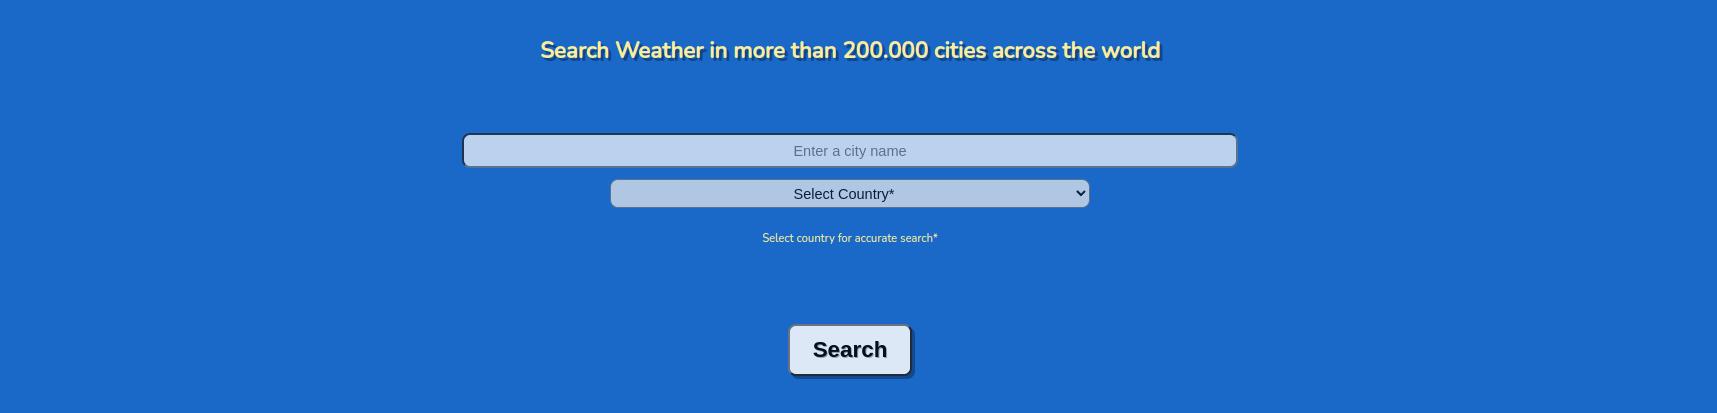 Search Weather in more than 200.000 cities across the world
Enter a city name
Select Country*
Select country for accurate search*
Search